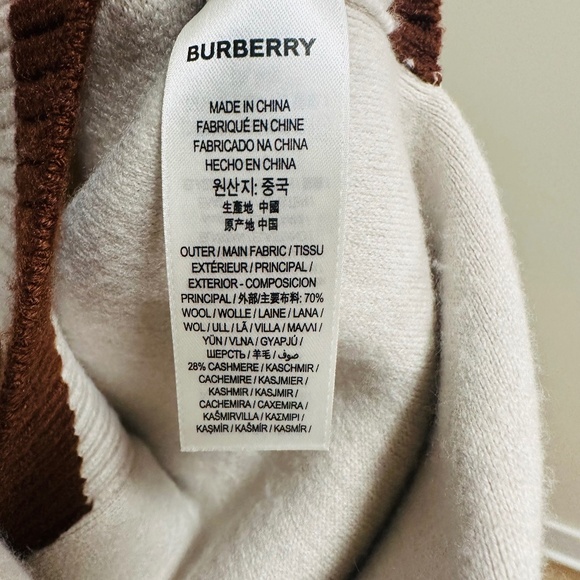 BURBERRY
MADE IN CHINA
FABRIQUÉ EN CHINE
FABRICADO NA CHINA
HECHO EN CHINA
원산지: 중국
生產地 中國
原产地 中国
OUTER / MAIN FABRIC / TISSU
EXTÉRIEUR / PRINCIPAL /
EXTERIOR - COMPOSICION
PRINCIPAL / 外部/主要布料: 70%
WOOL / WOLLE / LAINE / LANA /
WOL / ULL / LÃ / VILLA / ΜΑΛΛΙ /
YÜN / VLNA / GYAPJÚ /
ШЕРСТЬ / 羊毛 / صوف
28% CASHMERE / KASCHMIR /
CACHEMIRE / KASJMIER /
KASHMIR / KASJMIR /
CACHEMIRA / CAXEMIRA /
KAŠMIRVILLA / ΚΑΣΜΙΡΙ /
KAŞMİR / KAŠMÍR / KASMÍR /